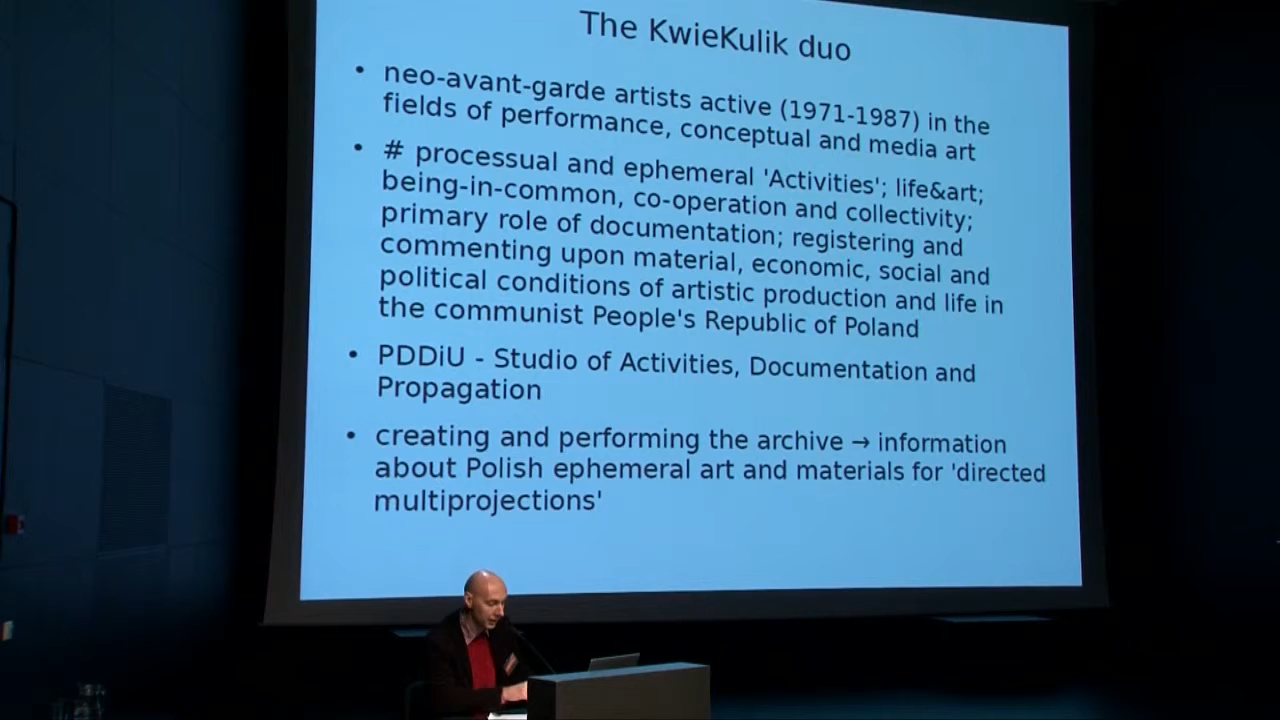 The KwieKulik duo
• neo-avant-garde artists active (1971-1987) in the
fields of performance, conceptual and media art
• # processual and ephemeral 'Activities'; life&art;
being-in-common, co-operation and collectivity;
primary role of documentation; registering and
commenting upon material, economic, social and
political conditions of artistic production and life in
the communist People's Republic of Poland
• PDDiU - Studio of Activities, Documentation and
Propagation
• creating and performing the archive → information
about Polish ephemeral art and materials for 'directed
multiprojections'